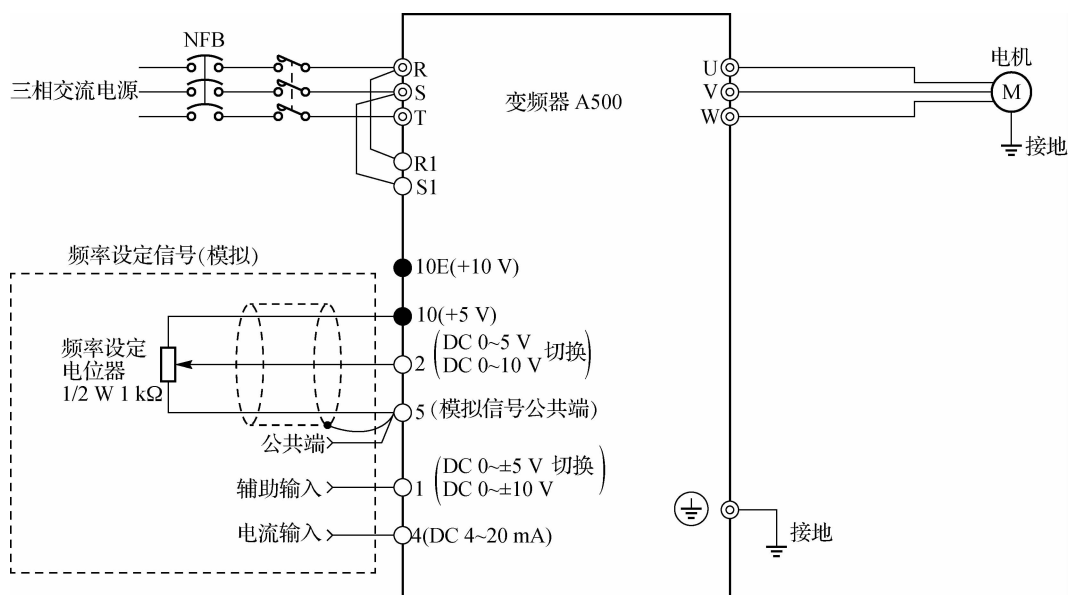 NFB
三相交流电源
R
S
T
R1
S1
变频器 A500
U
V
W
电机
M
接地
频率设定信号(模拟)
10E(+10 V)
10(+5 V)
频率设定
电位器
1/2 W 1 kΩ
2 (DC 0~5 V
DC 0~10 V 切换)
5 (模拟信号公共端)
公共端
辅助输入
1 (DC 0~±5 V 切换
DC 0~±10 V)
电流输入
4(DC 4~20 mA)
接地